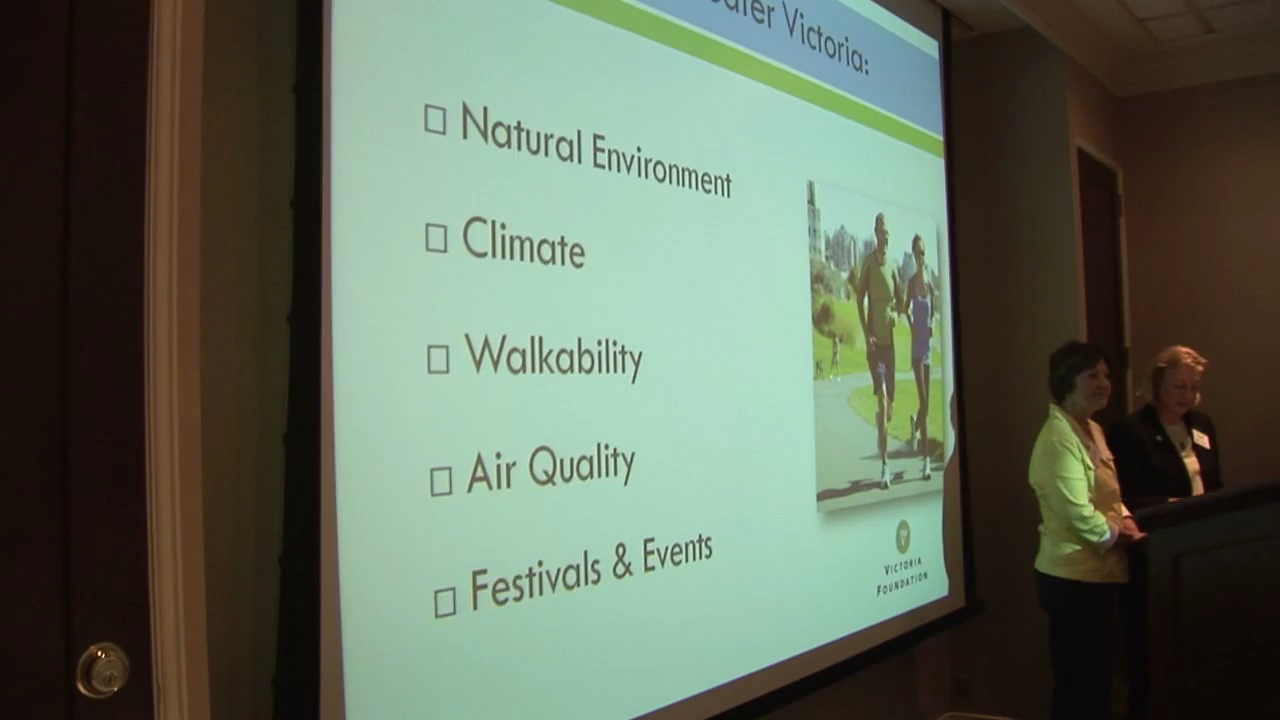 Victoria:
Natural Environment
Climate
Walkability
Air Quality
Festivals & Events
VICTORIA
FOUNDATION